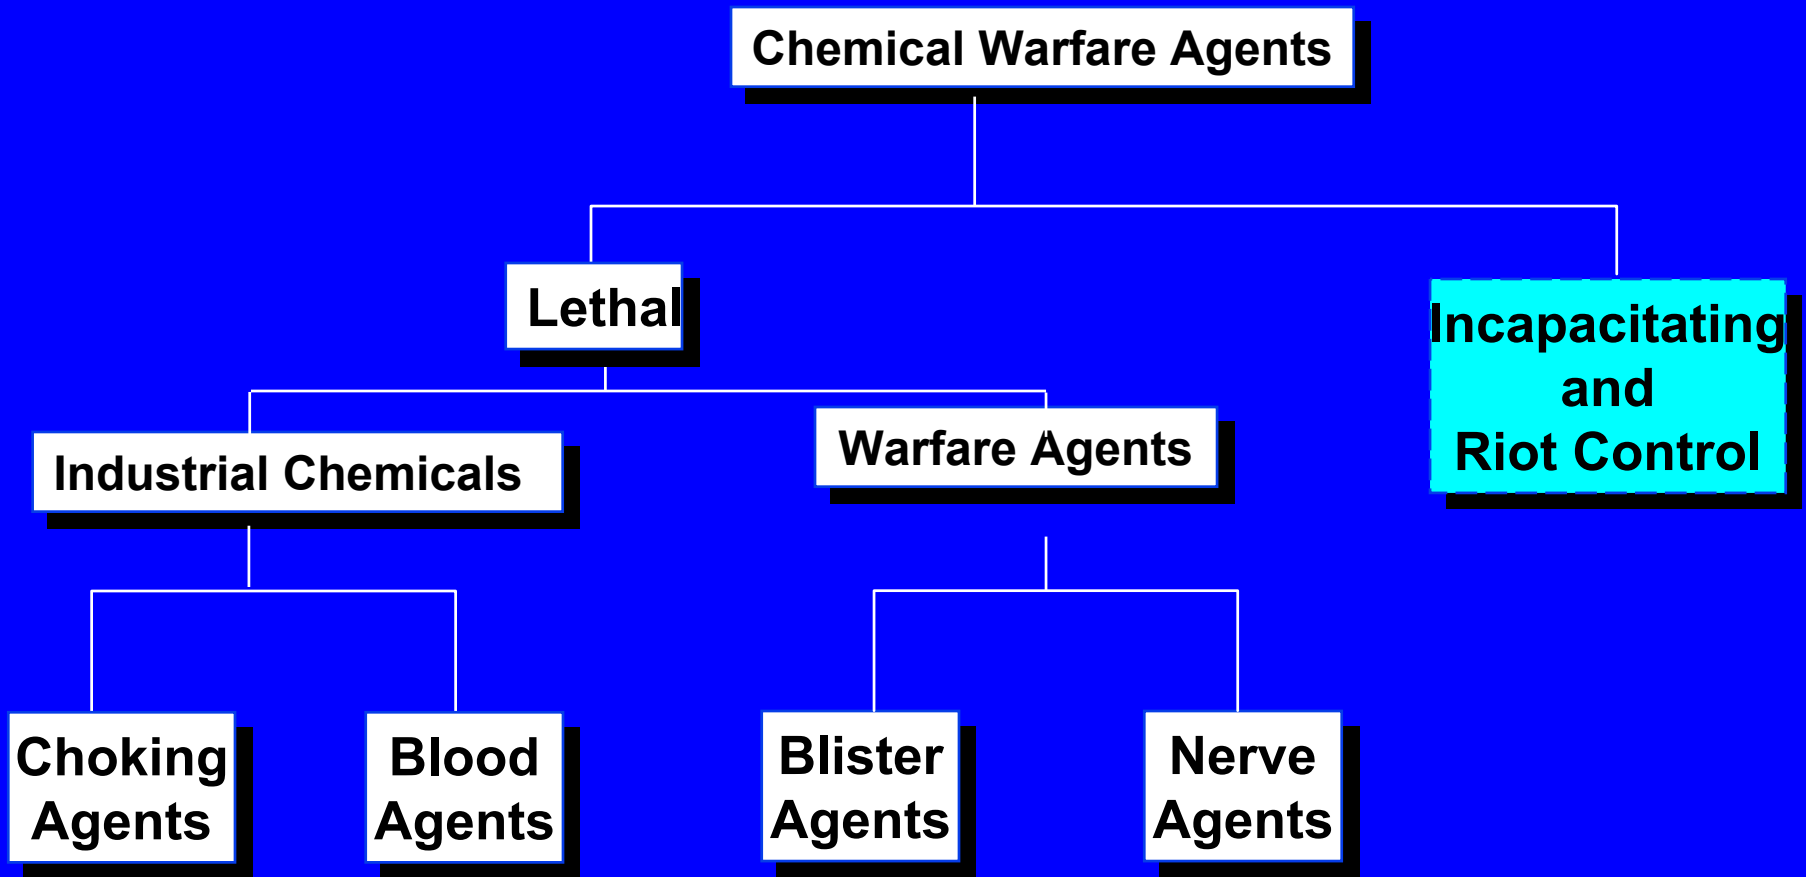 Chemical Warfare Agents
Lethal
Incapacitating
and
Riot Control
Industrial Chemicals
Warfare Agents
Choking
Agents
Blood
Agents
Blister
Agents
Nerve
Agents